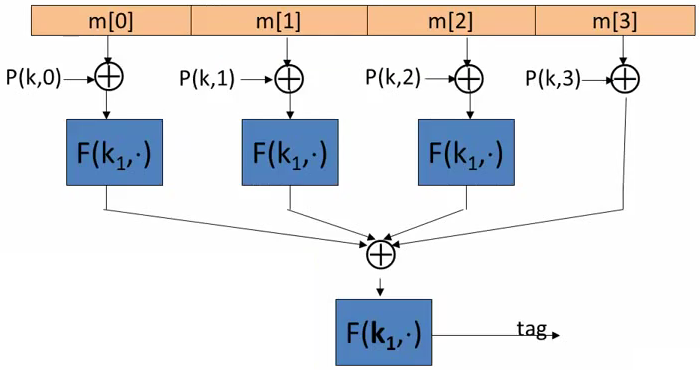 m[0] m[1] m[2] m[3]
P(k,0) P(k,1) P(k,2) P(k,3)
F(k₁,·) F(k₁,·) F(k₁,·)
F(k₁,·) tag